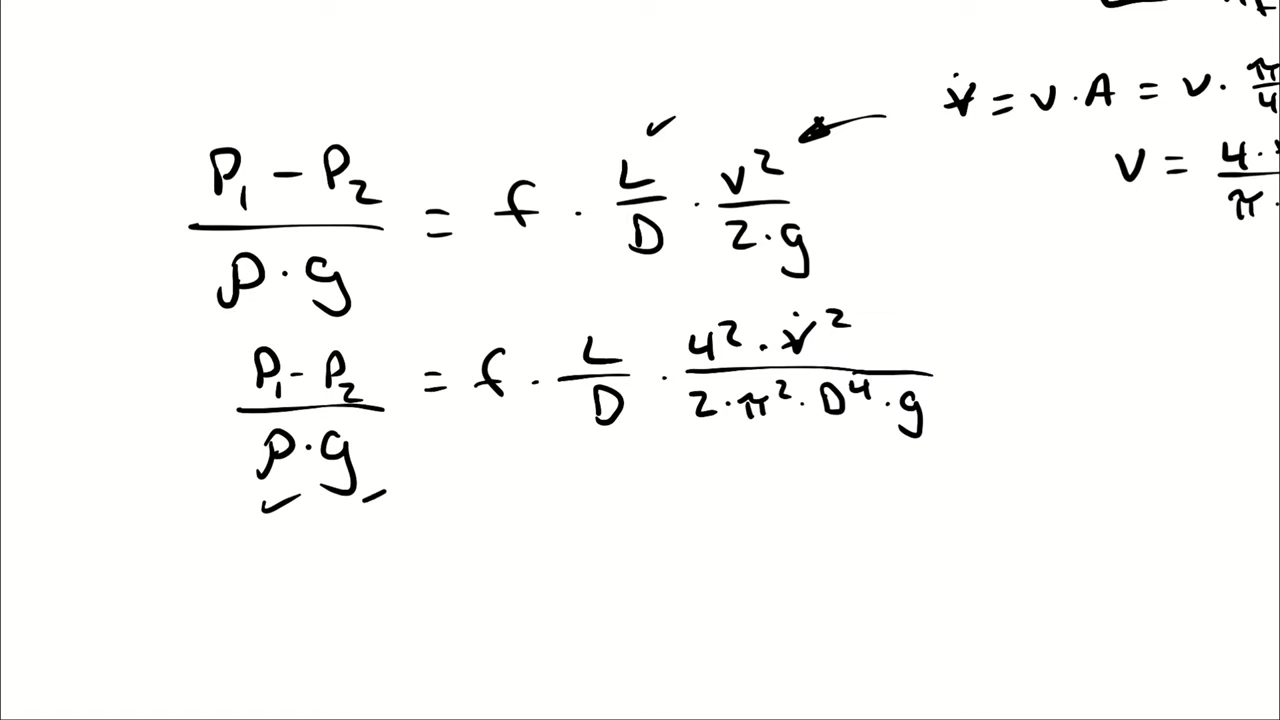 V̇ = v · A = v · π/4
v = 4 · / π ·
(P₁ − P₂)/(ρ · g) = f · L/D · v²/(2 · g)
(P₁ − P₂)/(ρ · g) = f · L/D · (4² · V̇²)/(2 · π² · D⁴ · g)